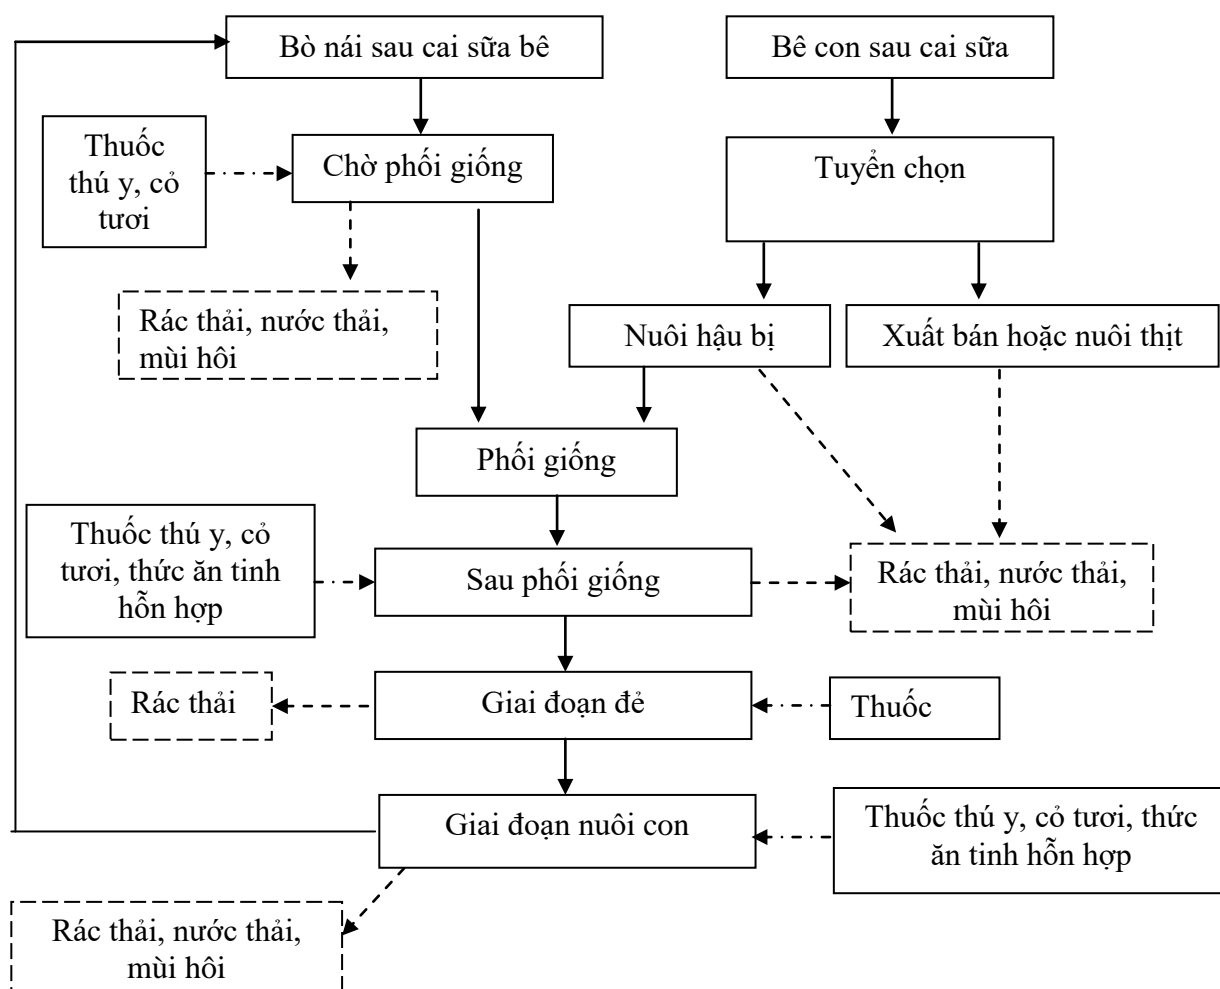 Bò nái sau cai sữa bê
Bê con sau cai sữa
Thuốc
thú y, cỏ
tươi
Chờ phối giống
Tuyển chọn
Rác thải, nước thải,
mùi hôi
Nuôi hậu bị
Xuất bán hoặc nuôi thịt
Phối giống
Thuốc thú y, cỏ
tươi, thức ăn tinh
hỗn hợp
Sau phối giống
Rác thải, nước thải,
mùi hôi
Rác thải
Giai đoạn đẻ
Thuốc
Giai đoạn nuôi con
Thuốc thú y, cỏ tươi, thức
ăn tinh hỗn hợp
Rác thải, nước thải,
mùi hôi